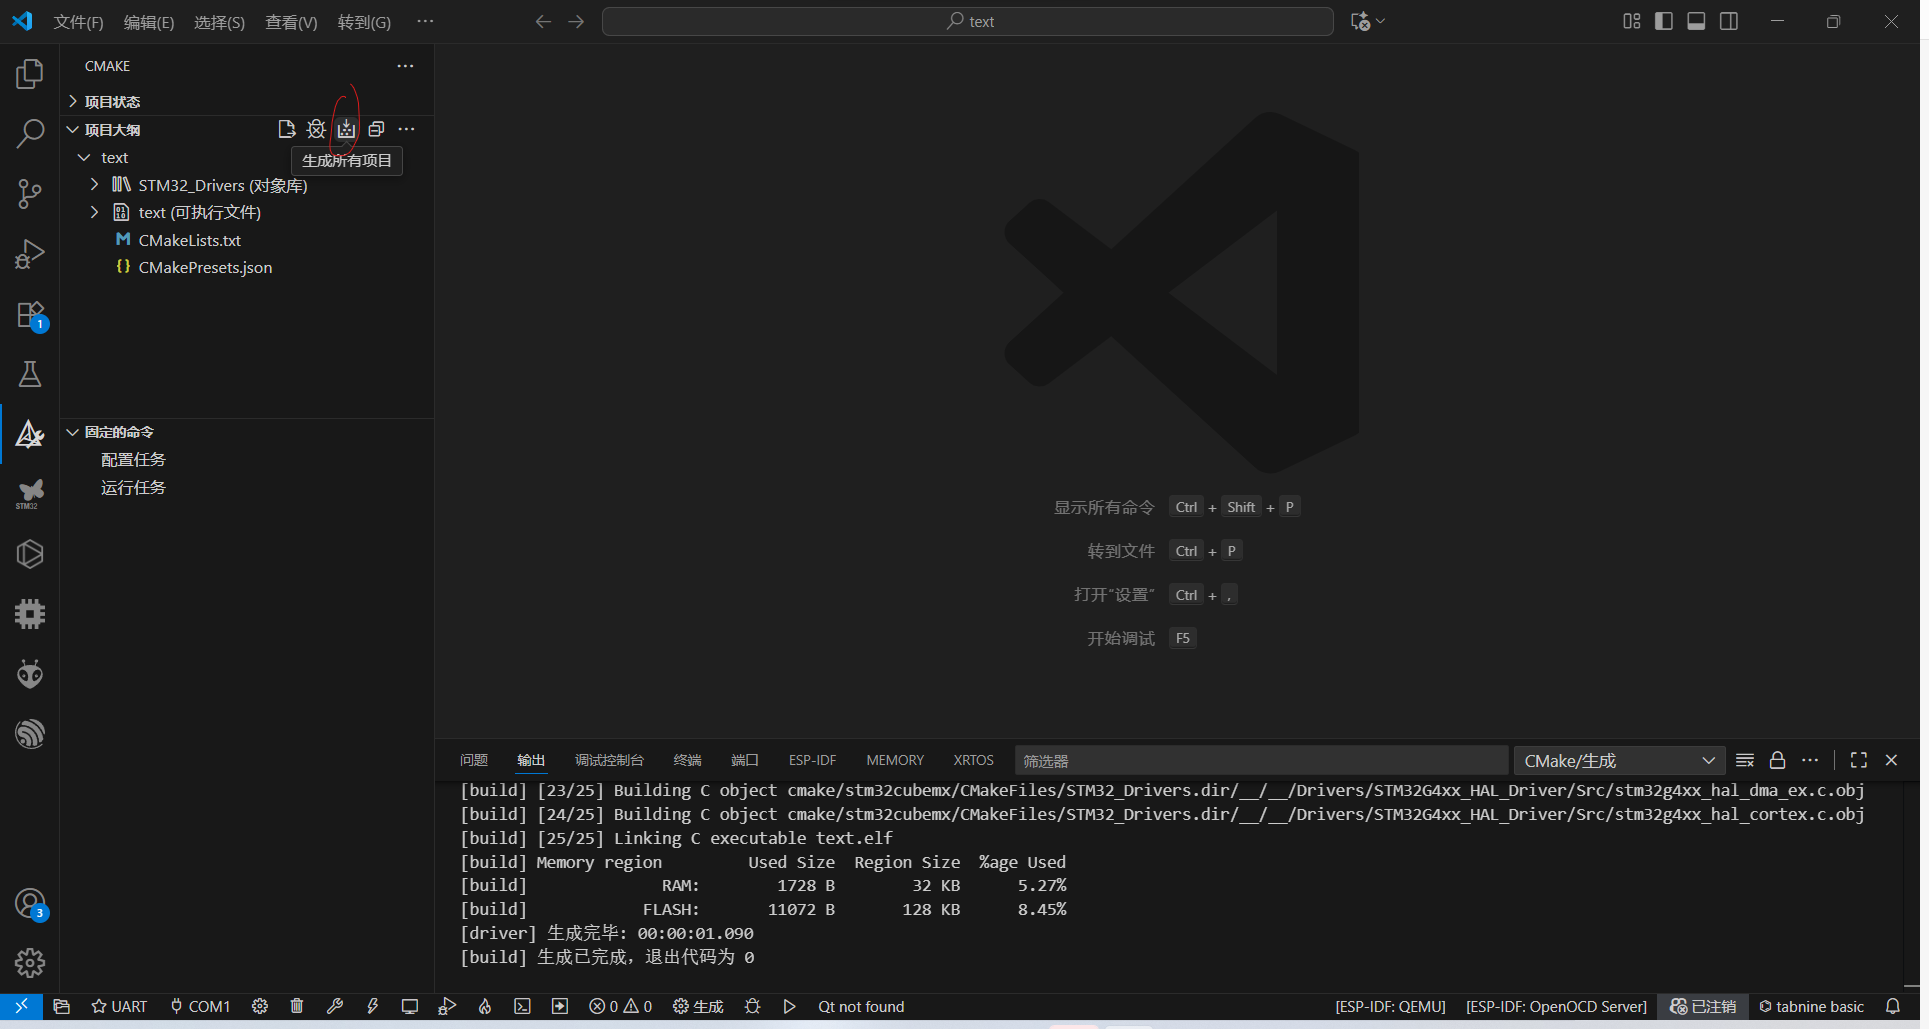 文件(F) 编辑(E) 选择(S) 查看(V) 转到(G) ··· text
CMAKE
项目状态
项目大纲
text
生成所有项目
STM32_Drivers (对象库)
text (可执行文件)
CMakeLists.txt
CMakePresets.json
1
固定的命令
配置任务
运行任务
STM32
显示所有命令 Ctrl + Shift + P
转到文件 Ctrl + P
打开“设置” Ctrl + ,
开始调试 F5
问题 输出 调试控制台 终端 端口 ESP-IDF MEMORY XRTOS 筛选器 CMake/生成
[build] [23/25] Building C object cmake/stm32cubemx/CMakeFiles/STM32_Drivers.dir/__/__/Drivers/STM32G4xx_HAL_Driver/Src/stm32g4xx_hal_dma_ex.c.obj
[build] [24/25] Building C object cmake/stm32cubemx/CMakeFiles/STM32_Drivers.dir/__/__/Drivers/STM32G4xx_HAL_Driver/Src/stm32g4xx_hal_cortex.c.obj
[build] [25/25] Linking C executable text.elf
[build] Memory region         Used Size  Region Size  %age Used
[build]              RAM:        1728 B        32 KB      5.27%
[build]            FLASH:       11072 B       128 KB      8.45%
[driver] 生成完毕: 00:00:01.090
[build] 生成已完成，退出代码为 0
3
UART COM1 0 0 生成 Qt not found [ESP-IDF: QEMU] [ESP-IDF: OpenOCD Server] 已注销 tabnine basic